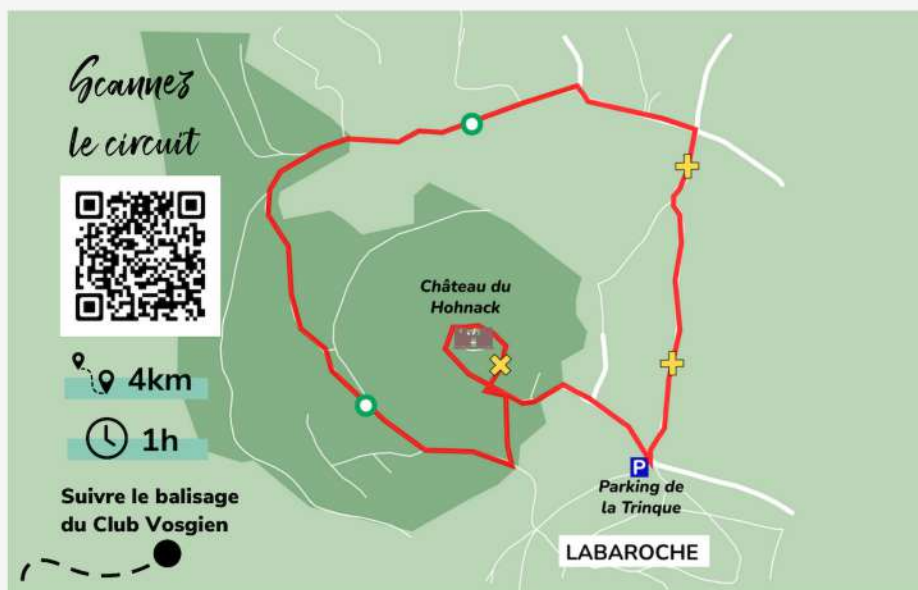 Scannez
le circuit
4km
1h
Suivre le balisage
du Club Vosgien
Château du
Hohnack
P
Parking de
la Trinque
LABAROCHE